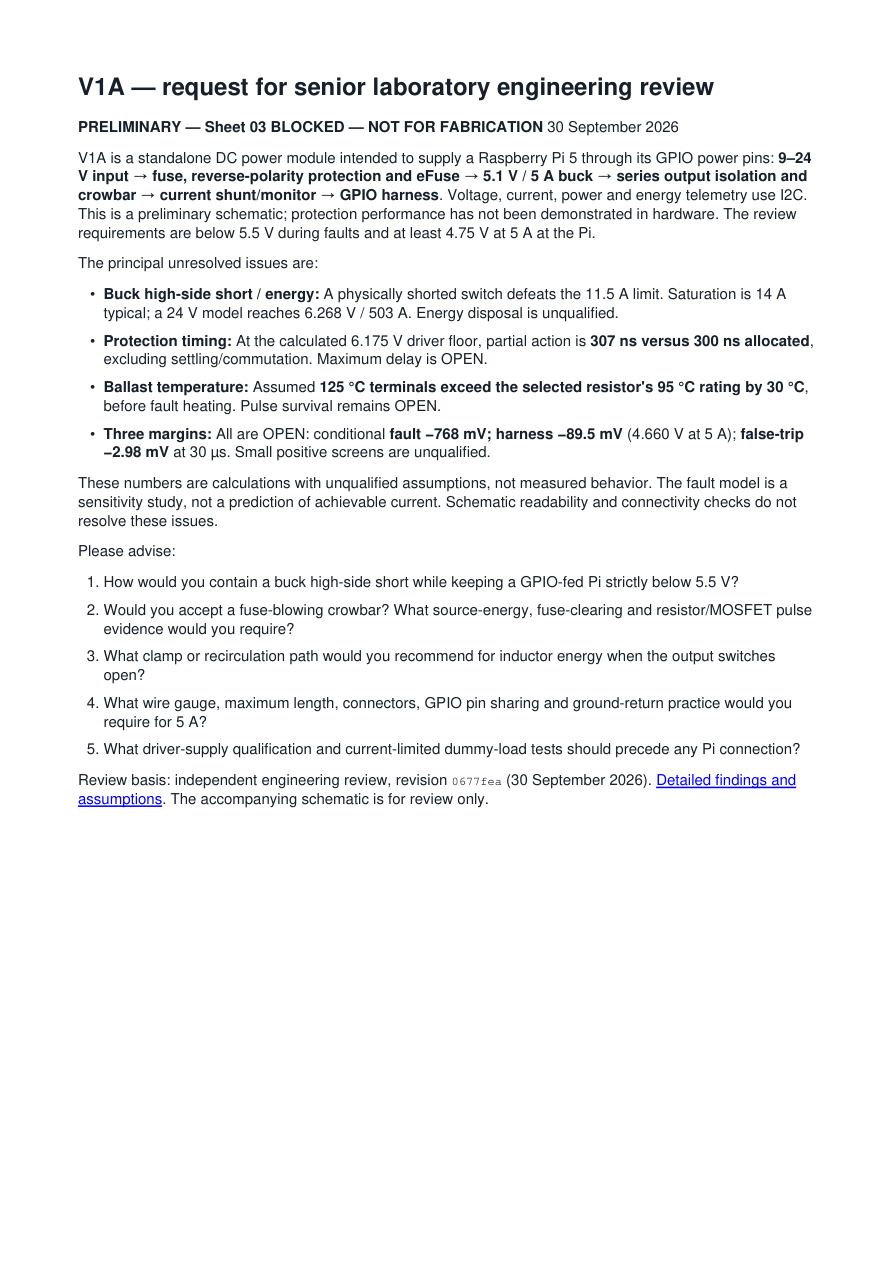 V1A — request for senior laboratory engineering review
PRELIMINARY — Sheet 03 BLOCKED — NOT FOR FABRICATION 30 September 2026
V1A is a standalone DC power module intended to supply a Raspberry Pi 5 through its GPIO power pins: 9–24
V input → fuse, reverse-polarity protection and eFuse → 5.1 V / 5 A buck → series output isolation and
crowbar → current shunt/monitor → GPIO harness. Voltage, current, power and energy telemetry use I2C.
This is a preliminary schematic; protection performance has not been demonstrated in hardware. The review
requirements are below 5.5 V during faults and at least 4.75 V at 5 A at the Pi.
The principal unresolved issues are:
• Buck high-side short / energy: A physically shorted switch defeats the 11.5 A limit. Saturation is 14 A
typical; a 24 V model reaches 6.268 V / 503 A. Energy disposal is unqualified.
• Protection timing: At the calculated 6.175 V driver floor, partial action is 307 ns versus 300 ns allocated,
excluding settling/commutation. Maximum delay is OPEN.
• Ballast temperature: Assumed 125 °C terminals exceed the selected resistor's 95 °C rating by 30 °C,
before fault heating. Pulse survival remains OPEN.
• Three margins: All are OPEN: conditional fault −768 mV; harness −89.5 mV (4.660 V at 5 A); false-trip
−2.98 mV at 30 µs. Small positive screens are unqualified.
These numbers are calculations with unqualified assumptions, not measured behavior. The fault model is a
sensitivity study, not a prediction of achievable current. Schematic readability and connectivity checks do not
resolve these issues.
Please advise:
1. How would you contain a buck high-side short while keeping a GPIO-fed Pi strictly below 5.5 V?
2. Would you accept a fuse-blowing crowbar? What source-energy, fuse-clearing and resistor/MOSFET pulse
evidence would you require?
3. What clamp or recirculation path would you recommend for inductor energy when the output switches
open?
4. What wire gauge, maximum length, connectors, GPIO pin sharing and ground-return practice would you
require for 5 A?
5. What driver-supply qualification and current-limited dummy-load tests should precede any Pi connection?
Review basis: independent engineering review, revision 0677fea (30 September 2026). Detailed findings and
assumptions. The accompanying schematic is for review only.